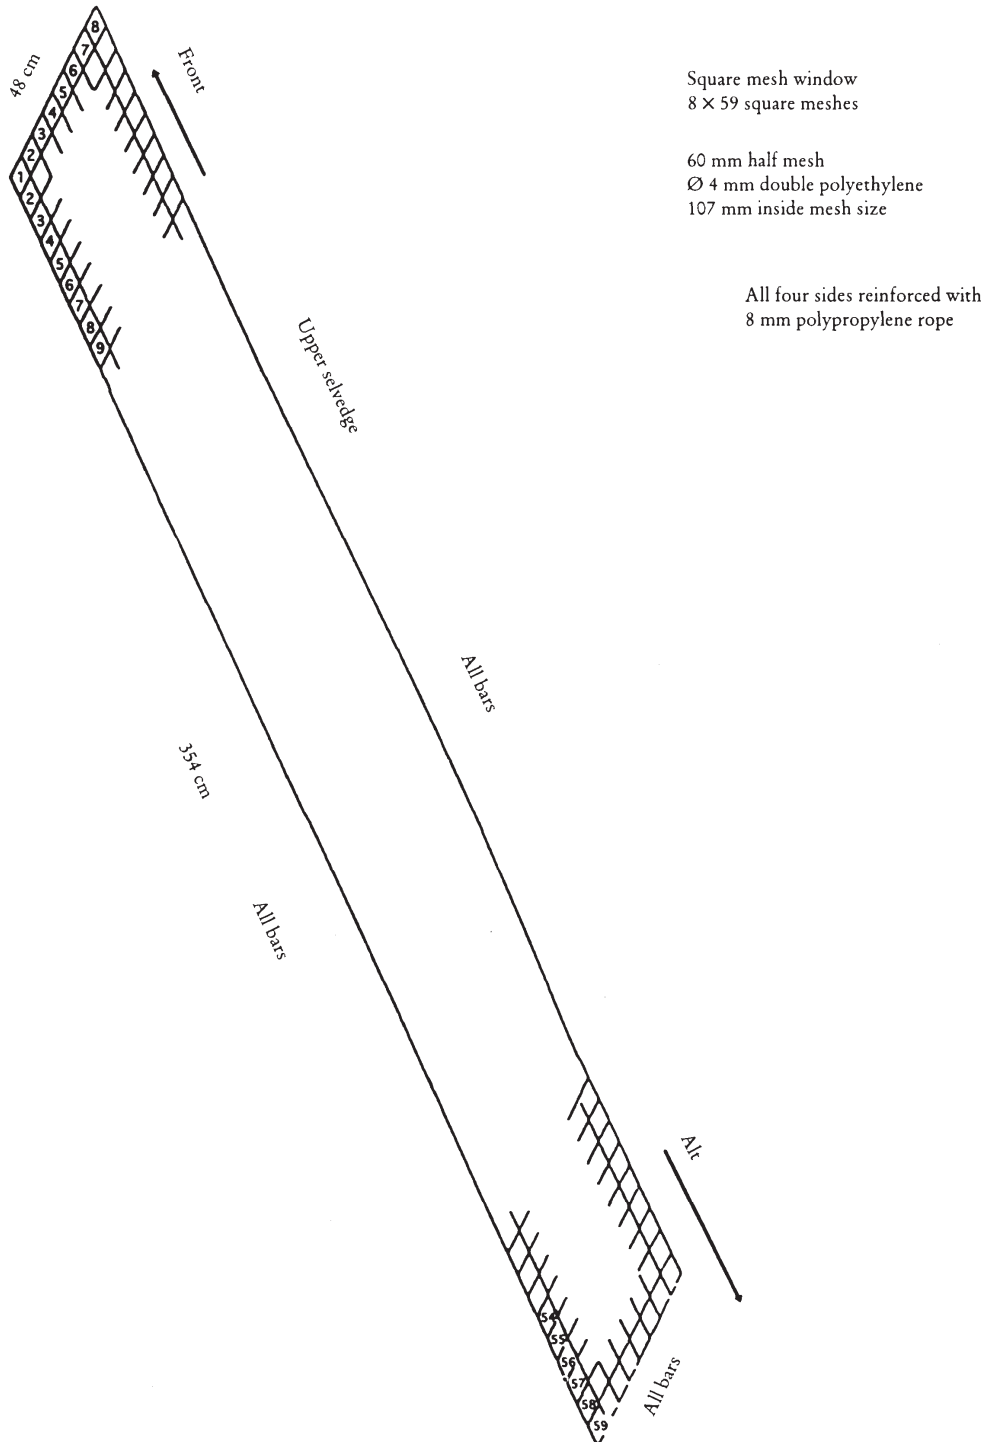 48 cm
8
7
6
5
4
3
2
1
2
3
4
5
6
7
8
9
Front
Square mesh window
8 × 59 square meshes
60 mm half mesh
Ø 4 mm double polyethylene
107 mm inside mesh size
All four sides reinforced with
8 mm polypropylene rope
Upper selvedge
All bars
354 cm
All bars
Alt
54
55
56
57
58
59
All bars